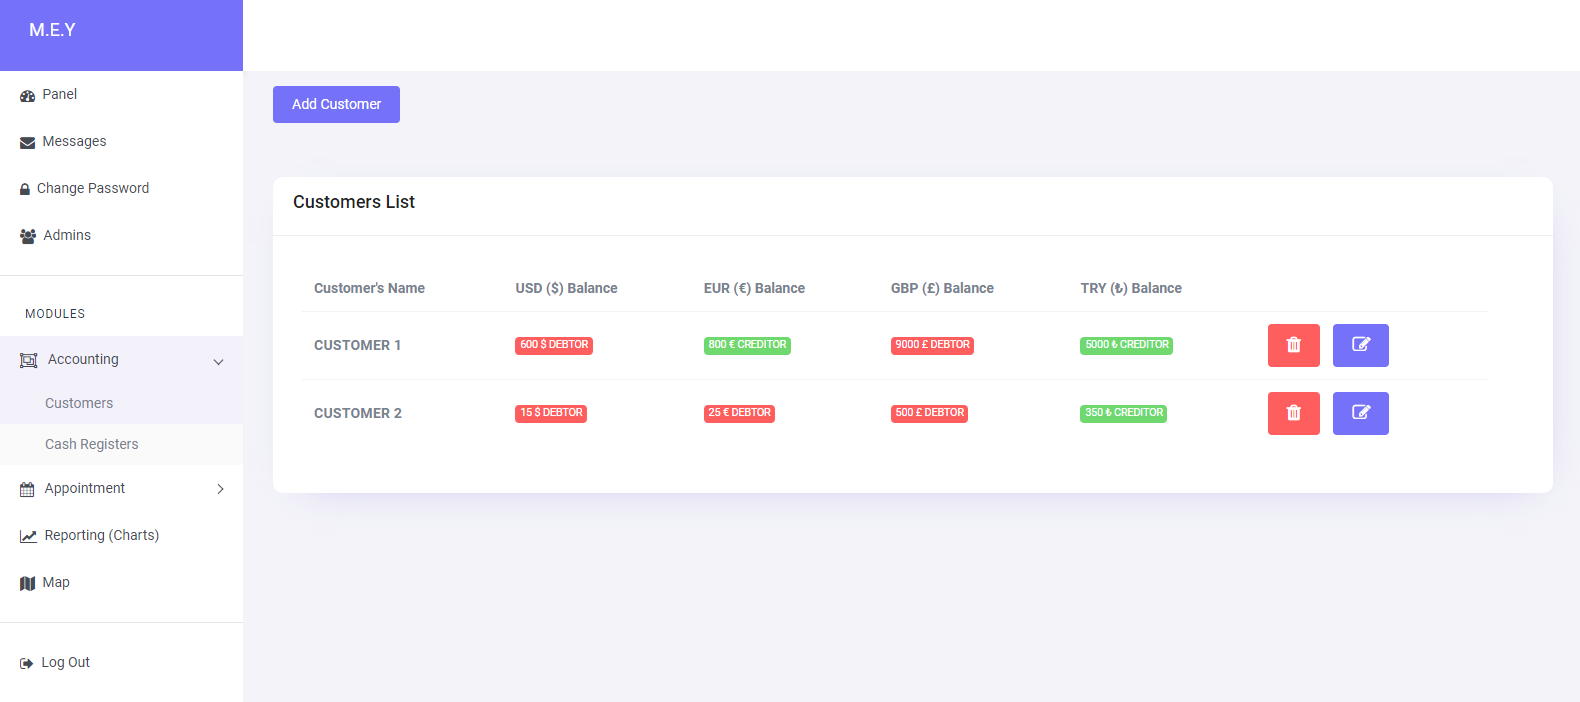 M.E.Y
Panel
Messages
Change Password
Admins
MODULES
Accounting
Customers
Cash Registers
Appointment
Reporting (Charts)
Map
Log Out
Add Customer
Customers List
Customer's Name USD ($) Balance EUR (€) Balance GBP (£) Balance TRY (₺) Balance
CUSTOMER 1 600 $ DEBTOR 800 € CREDITOR 9000 £ DEBTOR 5000 ₺ CREDITOR
CUSTOMER 2 15 $ DEBTOR 25 € DEBTOR 500 £ DEBTOR 350 ₺ CREDITOR